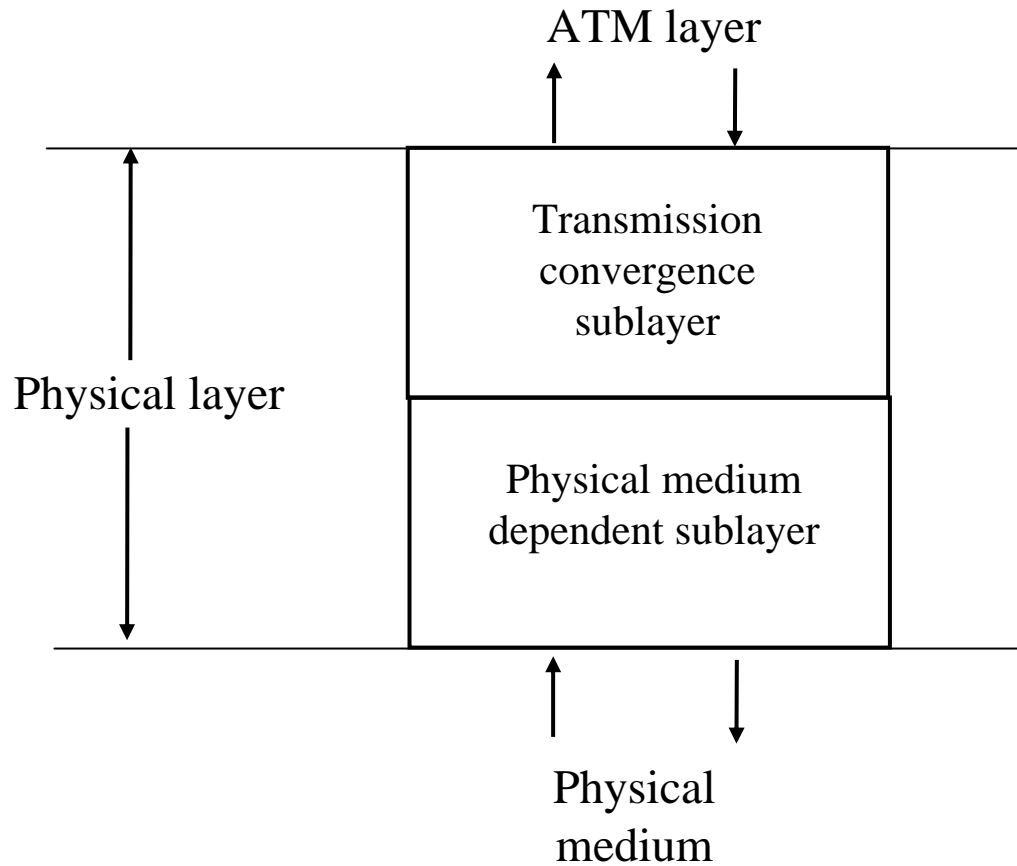 ATM layer
Transmission
convergence
sublayer
Physical layer
Physical medium
dependent sublayer
Physical
medium